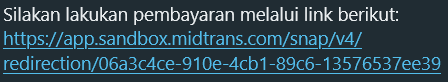 Silakan lakukan pembayaran melalui link berikut:
https://app.sandbox.midtrans.com/snap/v4/
redirection/06a3c4ce-910e-4cb1-89c6-13576537ee39